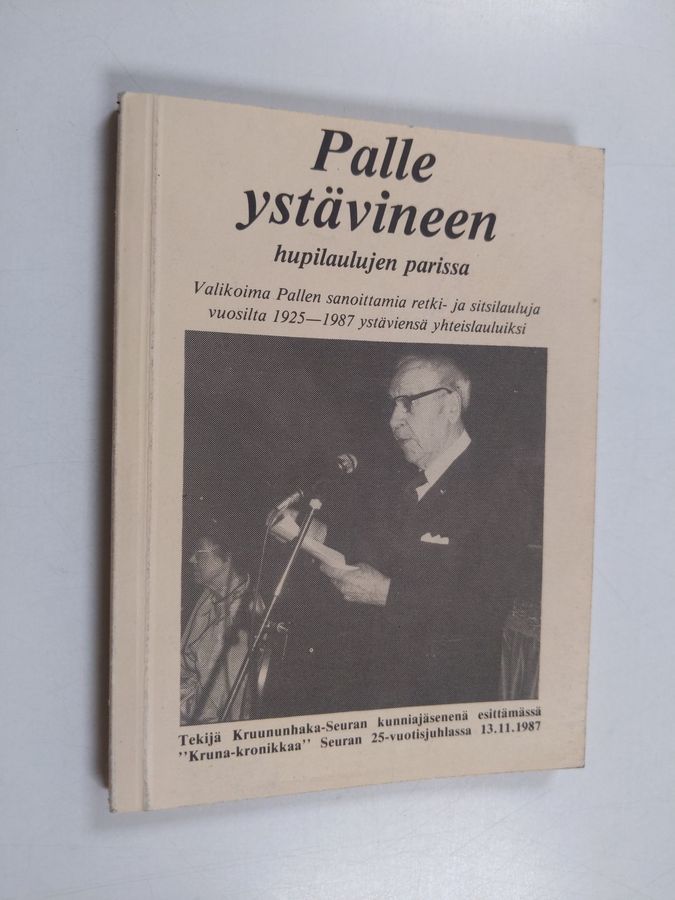 Palle
ystävineen
hupilaulujen parissa
Valikoima Pallen sanoittamia retki- ja sitsilauluja
vuosilta 1925—1987 ystäviensä yhteislauluiksi
Tekijä Kruununhaka-Seuran kunniajäsenenä esittämässä
''Kruna-kronikkaa'' Seuran 25-vuotisjuhlassa 13.11.1987